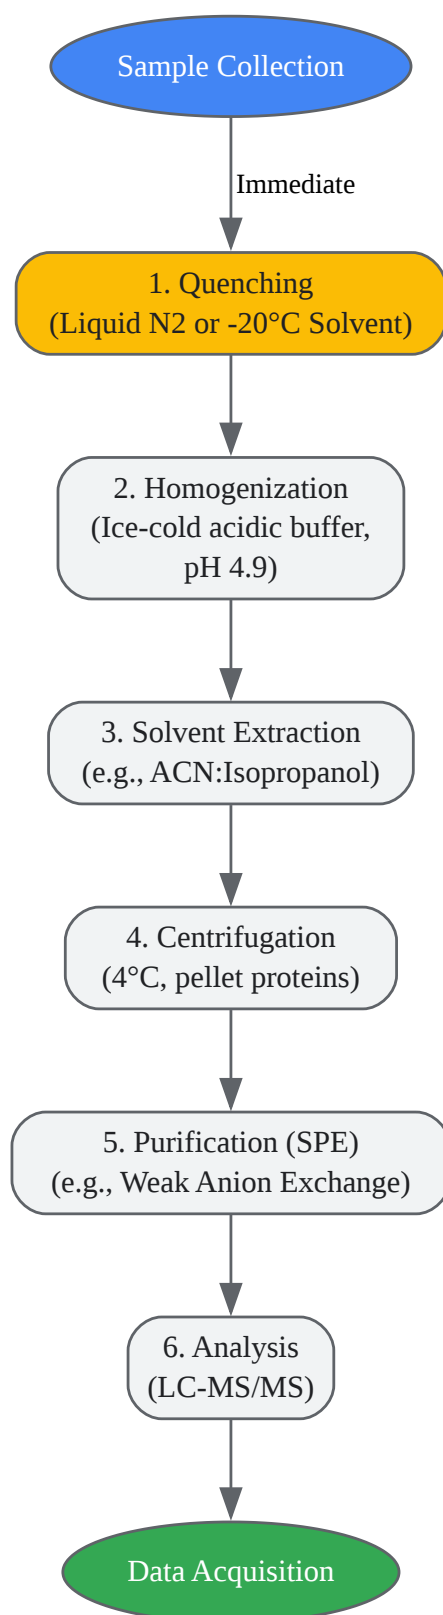 Sample Collection
Immediate
1. Quenching
(Liquid N2 or -20°C Solvent)
2. Homogenization
(Ice-cold acidic buffer,
pH 4.9)
3. Solvent Extraction
(e.g., ACN:Isopropanol)
4. Centrifugation
(4°C, pellet proteins)
5. Purification (SPE)
(e.g., Weak Anion Exchange)
6. Analysis
(LC-MS/MS)
Data Acquisition